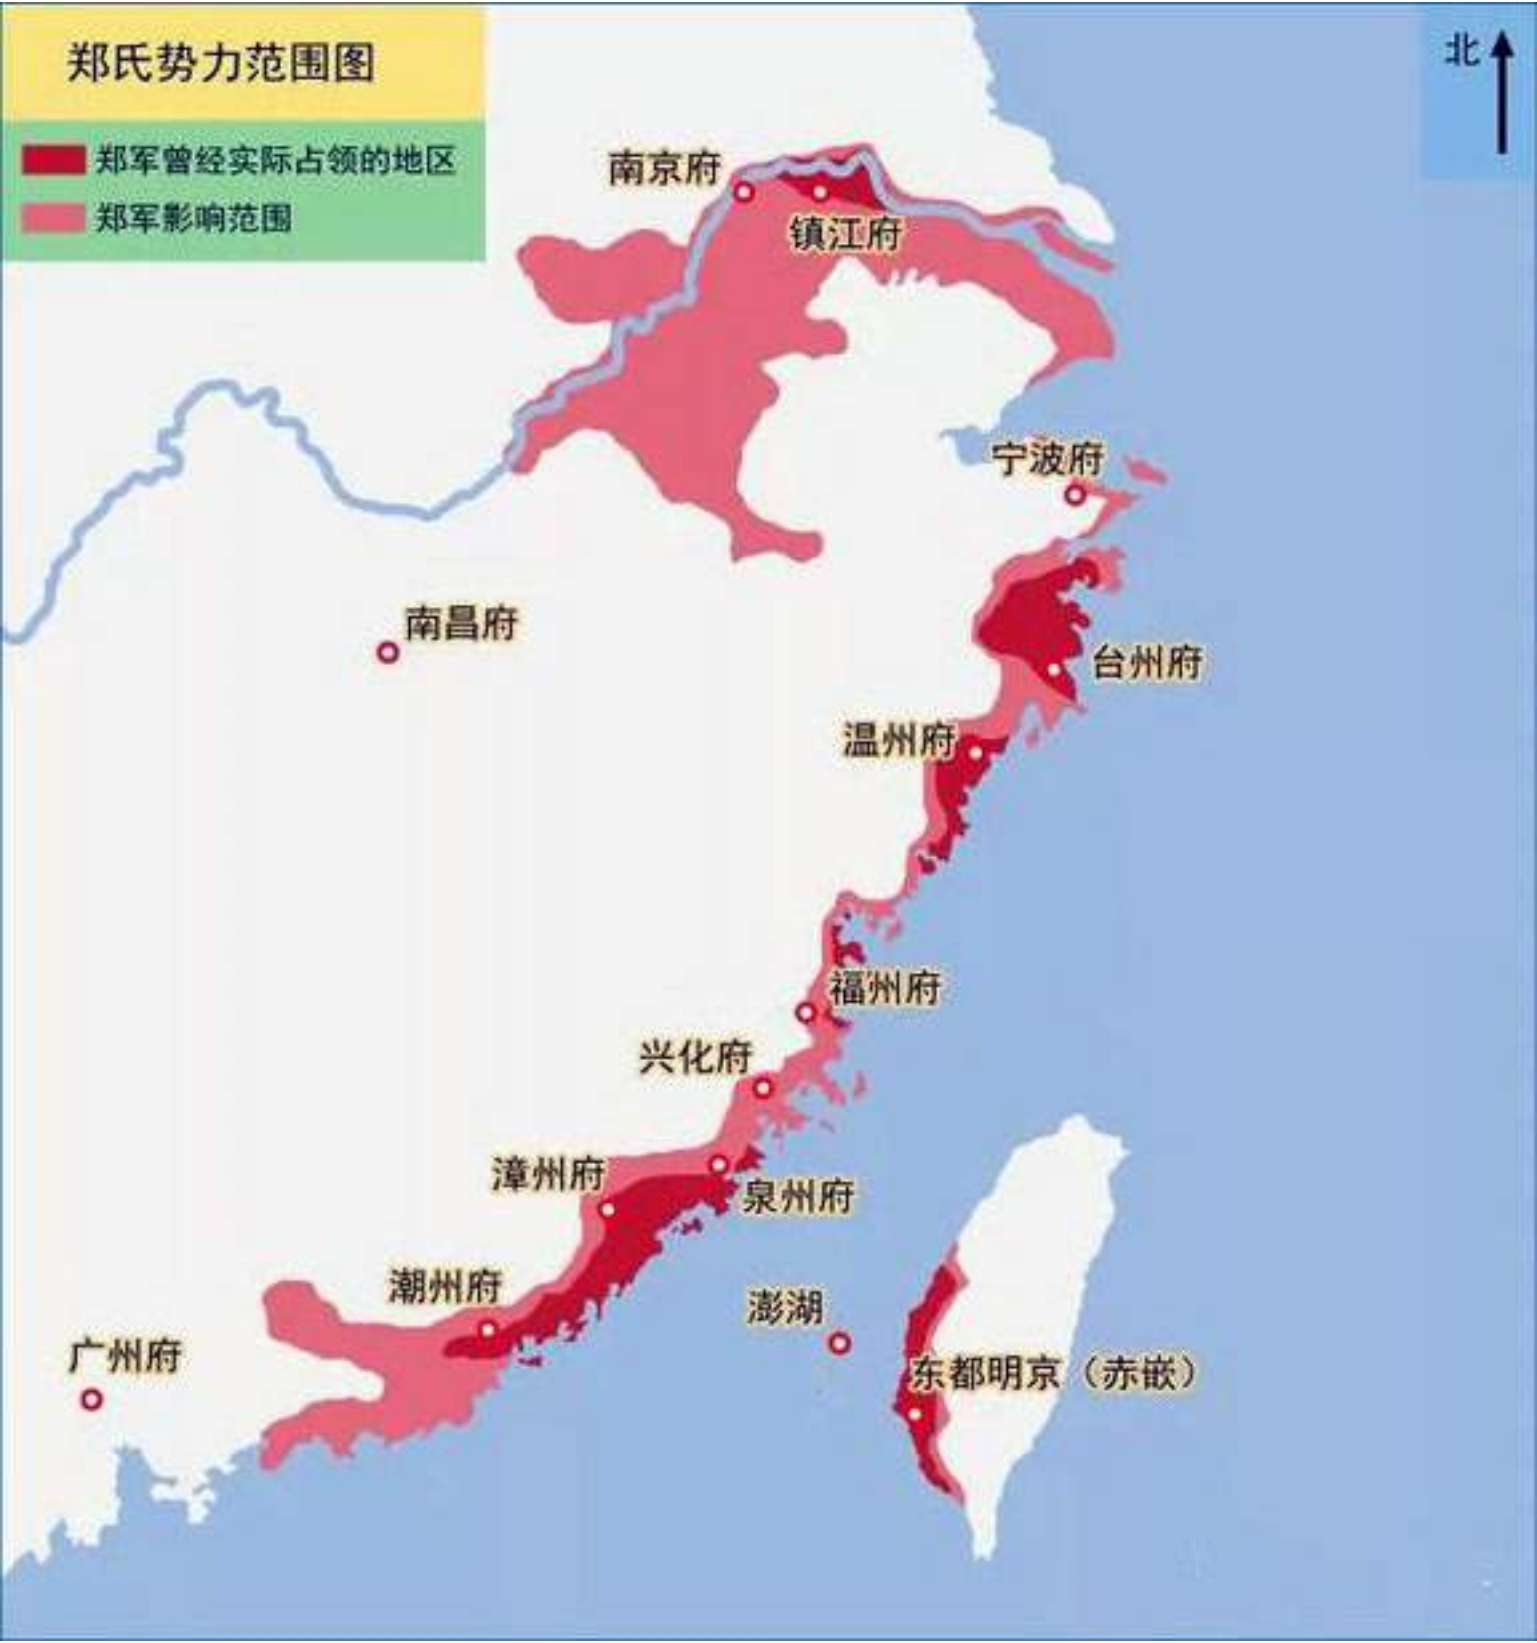 郑氏势力范围图
北
郑军曾经实际占领的地区
郑军影响范围
南京府
镇江府
宁波府
南昌府
台州府
温州府
福州府
兴化府
漳州府
泉州府
潮州府
澎湖
广州府
东都明京（赤嵌）